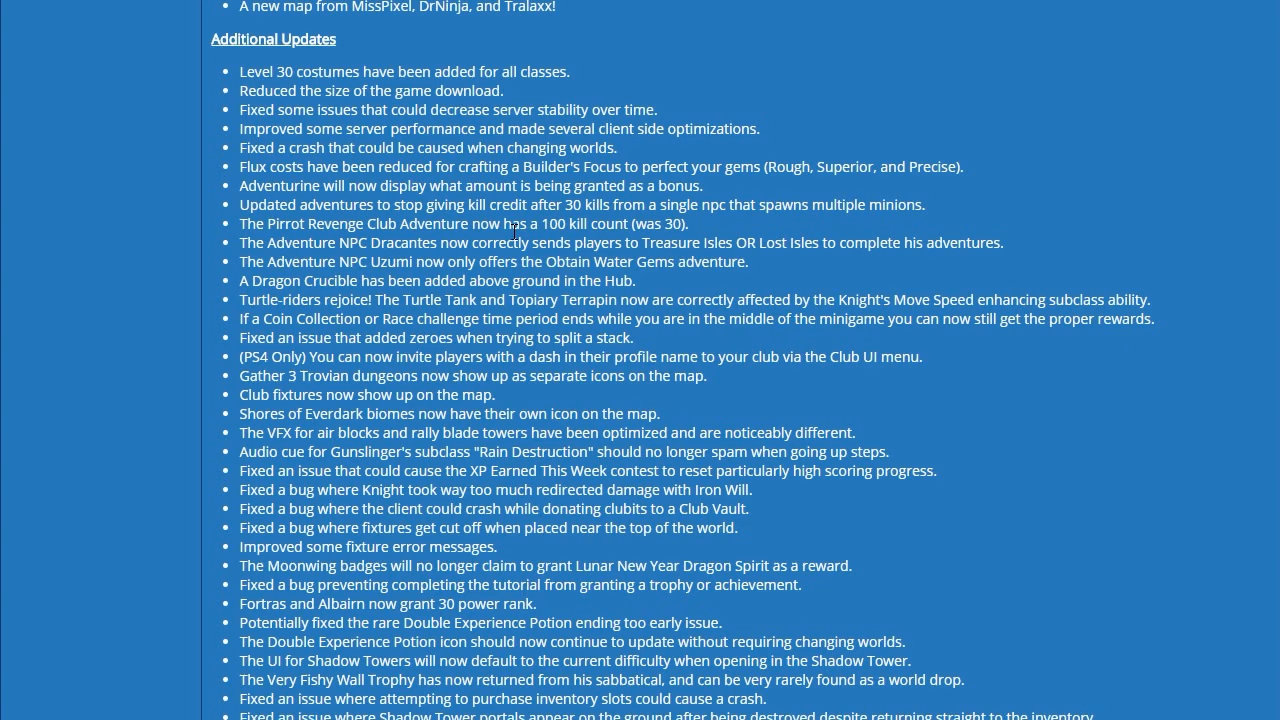 • A new map from MissPixel, DrNinja, and Tralaxx!
Additional Updates
• Level 30 costumes have been added for all classes.
• Reduced the size of the game download.
• Fixed some issues that could decrease server stability over time.
• Improved some server performance and made several client side optimizations.
• Fixed a crash that could be caused when changing worlds.
• Flux costs have been reduced for crafting a Builder's Focus to perfect your gems (Rough, Superior, and Precise).
• Adventurine will now display what amount is being granted as a bonus.
• Updated adventures to stop giving kill credit after 30 kills from a single npc that spawns multiple minions.
• The Pirrot Revenge Club Adventure now has a 100 kill count (was 30).
• The Adventure NPC Dracantes now correctly sends players to Treasure Isles OR Lost Isles to complete his adventures.
• The Adventure NPC Uzumi now only offers the Obtain Water Gems adventure.
• A Dragon Crucible has been added above ground in the Hub.
• Turtle-riders rejoice! The Turtle Tank and Topiary Terrapin now are correctly affected by the Knight's Move Speed enhancing subclass ability.
• If a Coin Collection or Race challenge time period ends while you are in the middle of the minigame you can now still get the proper rewards.
• Fixed an issue that added zeroes when trying to split a stack.
• (PS4 Only) You can now invite players with a dash in their profile name to your club via the Club UI menu.
• Gather 3 Trovian dungeons now show up as separate icons on the map.
• Club fixtures now show up on the map.
• Shores of Everdark biomes now have their own icon on the map.
• The VFX for air blocks and rally blade towers have been optimized and are noticeably different.
• Audio cue for Gunslinger's subclass "Rain Destruction" should no longer spam when going up steps.
• Fixed an issue that could cause the XP Earned This Week contest to reset particularly high scoring progress.
• Fixed a bug where Knight took way too much redirected damage with Iron Will.
• Fixed a bug where the client could crash while donating clubits to a Club Vault.
• Fixed a bug where fixtures get cut off when placed near the top of the world.
• Improved some fixture error messages.
• The Moonwing badges will no longer claim to grant Lunar New Year Dragon Spirit as a reward.
• Fixed a bug preventing completing the tutorial from granting a trophy or achievement.
• Fortras and Albairn now grant 30 power rank.
• Potentially fixed the rare Double Experience Potion ending too early issue.
• The Double Experience Potion icon should now continue to update without requiring changing worlds.
• The UI for Shadow Towers will now default to the current difficulty when opening in the Shadow Tower.
• The Very Fishy Wall Trophy has now returned from his sabbatical, and can be very rarely found as a world drop.
• Fixed an issue where attempting to purchase inventory slots could cause a crash.
• Fixed an issue where Shadow Tower portals appear on the ground after being destroyed despite returning straight to the inventory